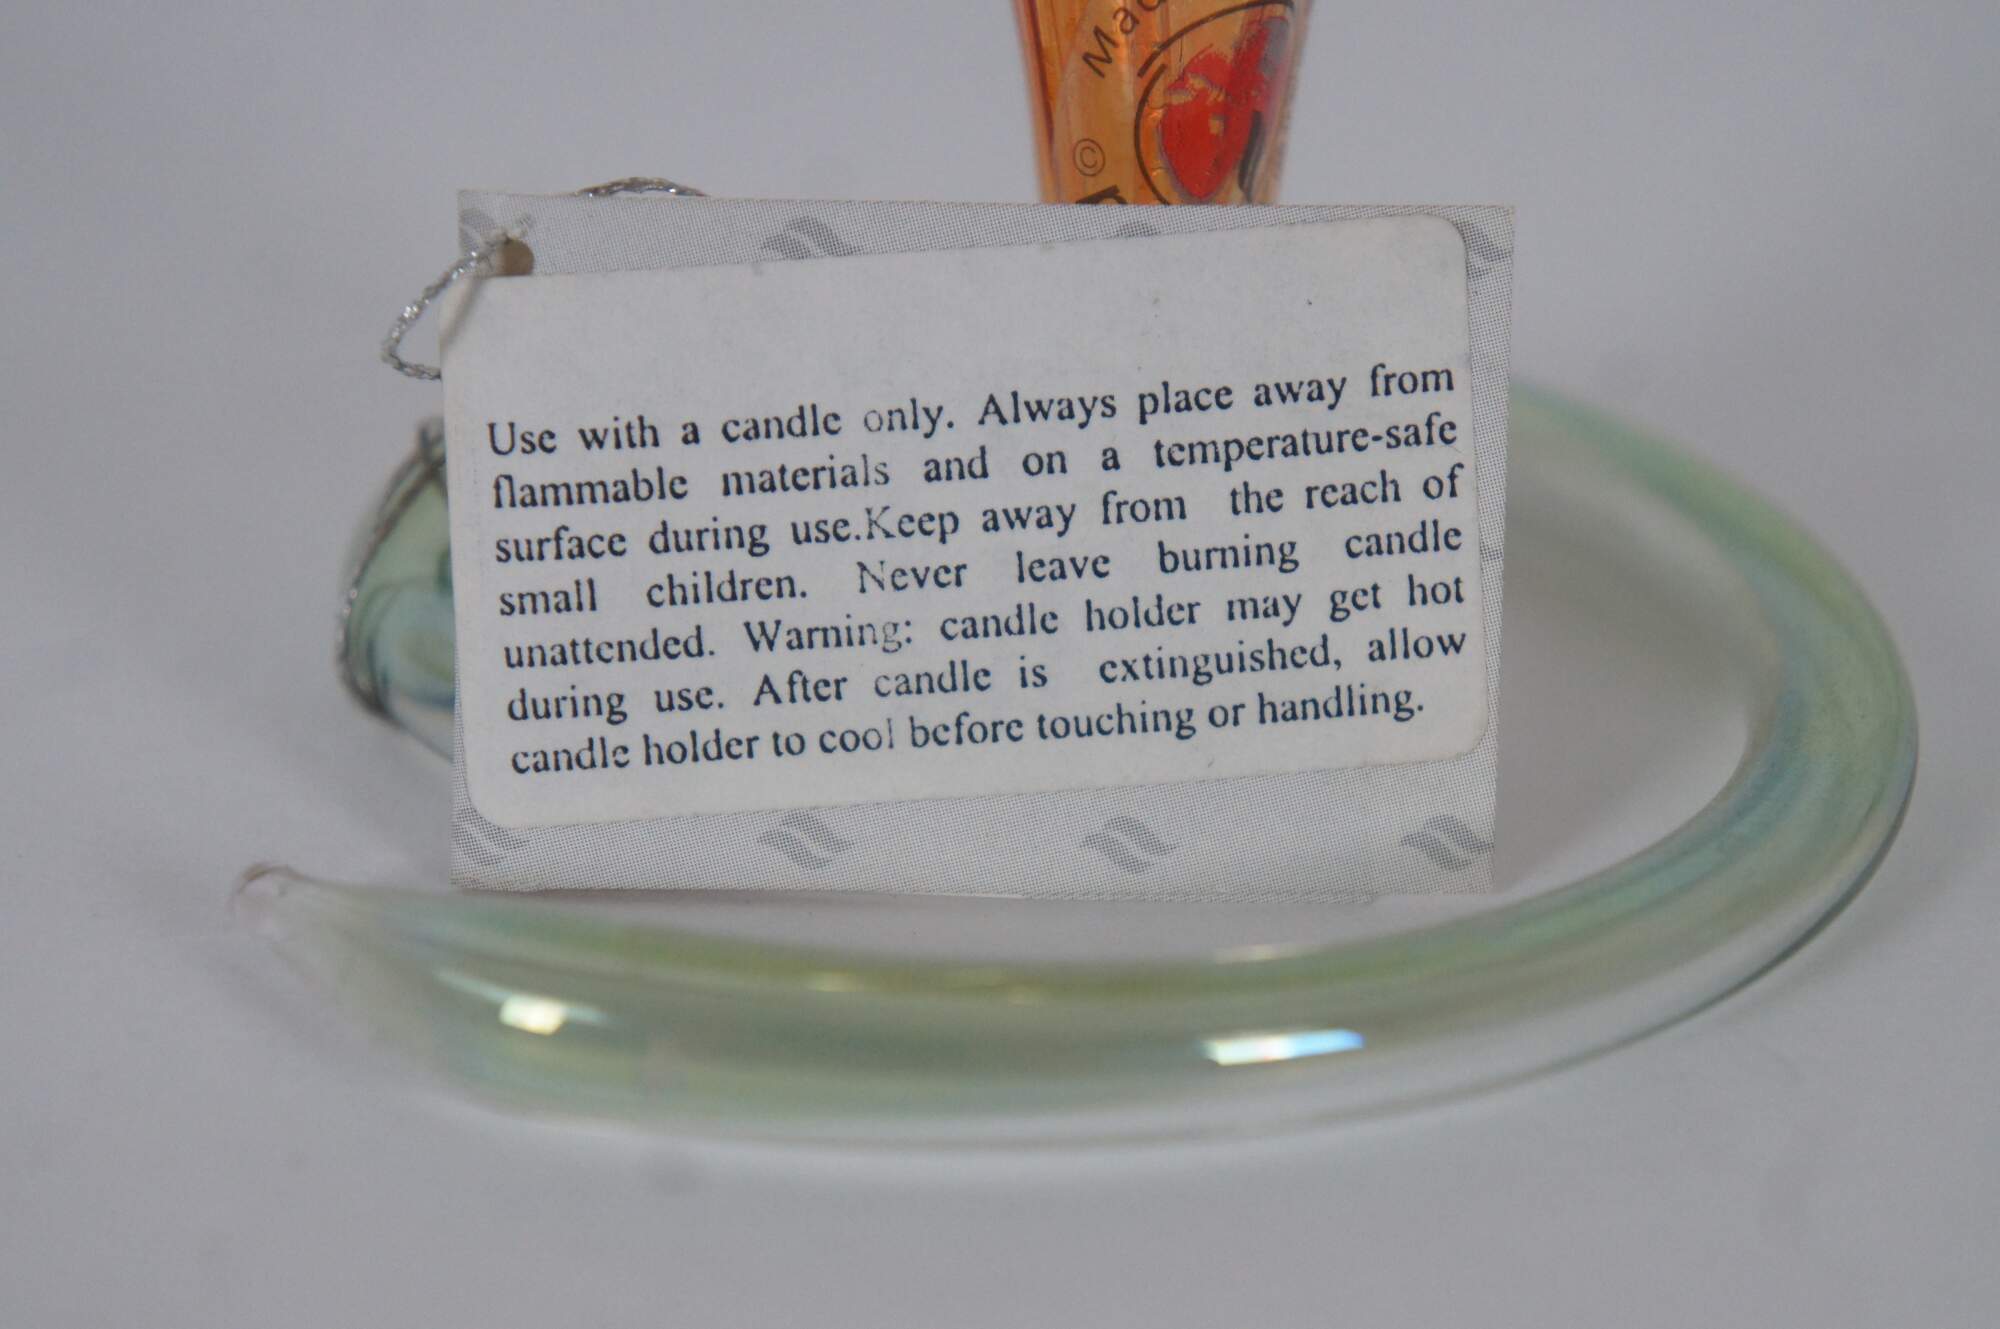 Mad
©
Use with a candle only. Always place away from
flammable materials and on a temperature-safe
surface during use.Keep away from the reach of
small children. Never leave burning candle
unattended. Warning: candle holder may get hot
during use. After candle is extinguished, allow
candle holder to cool before touching or handling.